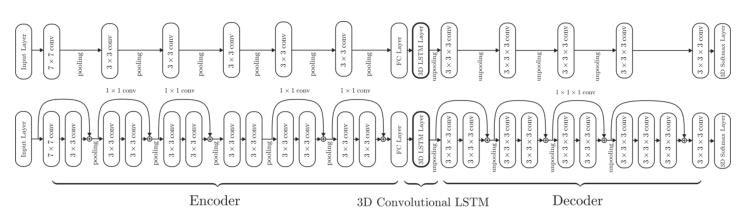 Input Layer
7 × 7 conv
pooling
3 × 3 conv
pooling
3 × 3 conv
pooling
3 × 3 conv
pooling
3 × 3 conv
pooling
3 × 3 conv
pooling
FC Layer
3D LSTM Layer
unpooling
3 × 3 × 3 conv
unpooling
3 × 3 × 3 conv
unpooling
3 × 3 × 3 conv
unpooling
3 × 3 × 3 conv
3 × 3 × 3 conv
3D Softmax Layer
1 × 1 conv
1 × 1 conv
1 × 1 conv
1 × 1 conv
1 × 1 × 1 conv
Input Layer
7 × 7 conv
3 × 3 conv
pooling
3 × 3 conv
3 × 3 conv
pooling
3 × 3 conv
3 × 3 conv
pooling
3 × 3 conv
3 × 3 conv
pooling
3 × 3 conv
3 × 3 conv
pooling
3 × 3 conv
3 × 3 conv
FC Layer
3D LSTM Layer
unpooling
3 × 3 × 3 conv
3 × 3 × 3 conv
unpooling
3 × 3 × 3 conv
3 × 3 × 3 conv
unpooling
3 × 3 × 3 conv
3 × 3 × 3 conv
unpooling
3 × 3 × 3 conv
3 × 3 × 3 conv
3 × 3 × 3 conv
3 × 3 × 3 conv
3D Softmax Layer
Encoder
3D Convolutional LSTM
Decoder